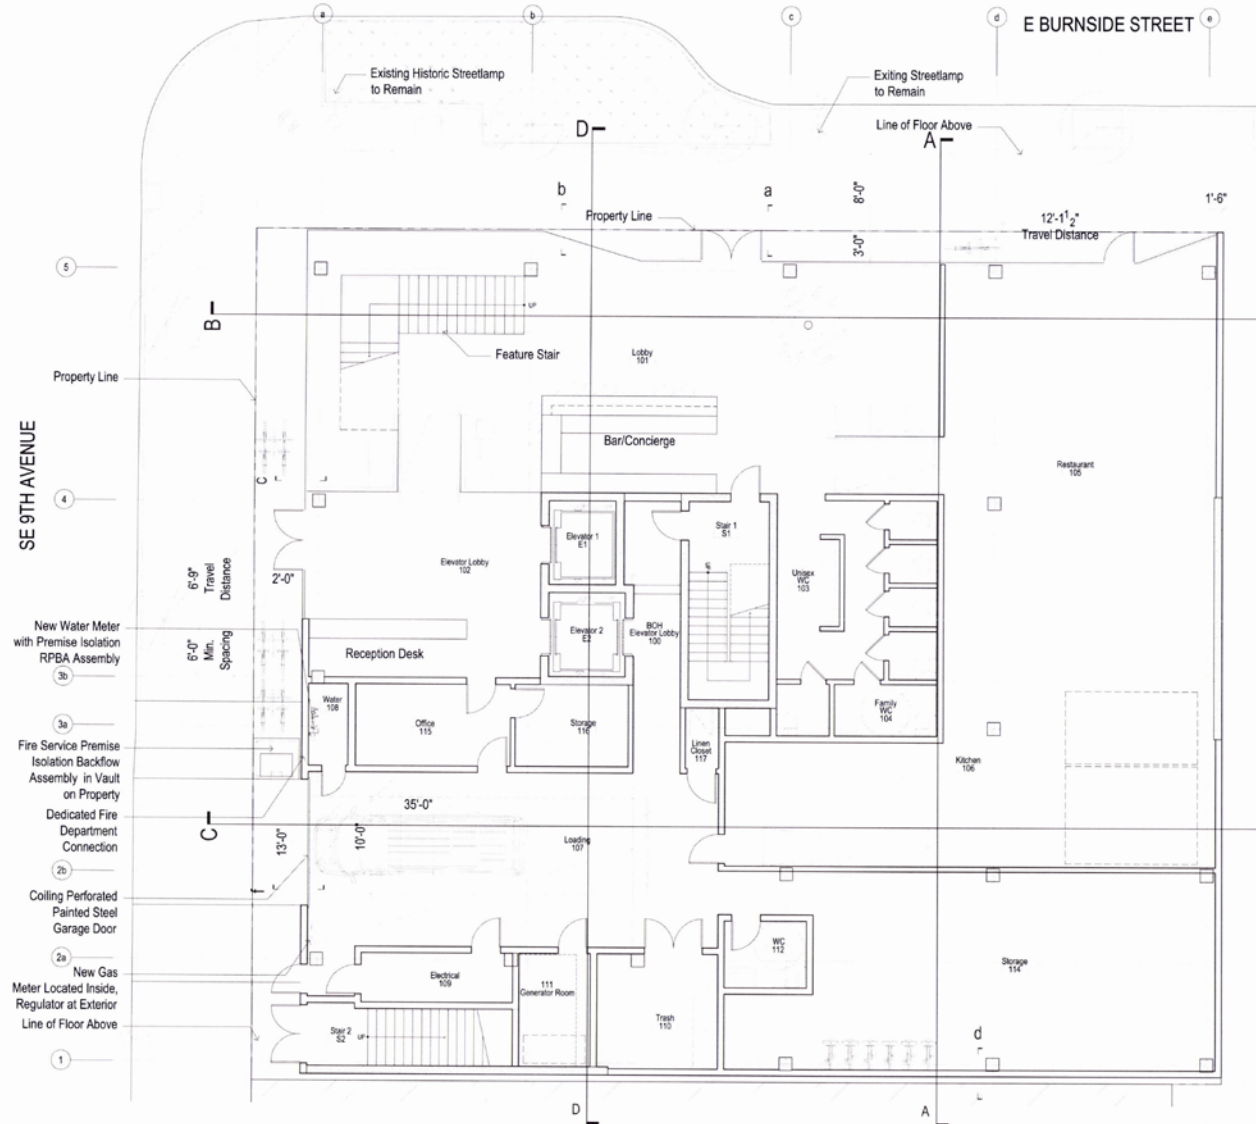 a
b
c
d
e
E BURNSIDE STREET
Existing Historic Streetlamp
to Remain
Exiting Streetlamp
to Remain
Line of Floor Above
D
A
b
a
8'-0"
1'-6"
Property Line
12'-1 1/2"
Travel Distance
3'-0"
5
B
UP
Feature Stair
Lobby
101
Property Line
SE 9TH AVENUE
Bar/Concierge
Restaurant
105
c
4
Elevator 1
E1
Stair 1
S1
Elevator Lobby
102
Unisex
WC
103
6'-9"
Travel
Distance
2'-0"
UP
New Water Meter
with Premise Isolation
RPBA Assembly
6'-0"
Min.
Spacing
Elevator 2
E2
BOH
Elevator Lobby
100
Reception Desk
3b
Water
108
Office
115
Storage
116
Family
WC
104
3a
Fire Service Premise
Isolation Backflow
Assembly in Vault
on Property
Linen
Closet
117
Kitchen
106
Dedicated Fire
Department
Connection
35'-0"
C
13'-0"
10'-0"
Loading
107
2b
f
Coiling Perforated
Painted Steel
Garage Door
2a
New Gas
Meter Located Inside,
Regulator at Exterior
Electrical
109
111
Generator Room
WC
112
Storage
114
Line of Floor Above
Stair 2
S2
UP
Trash
110
d
1
D
A